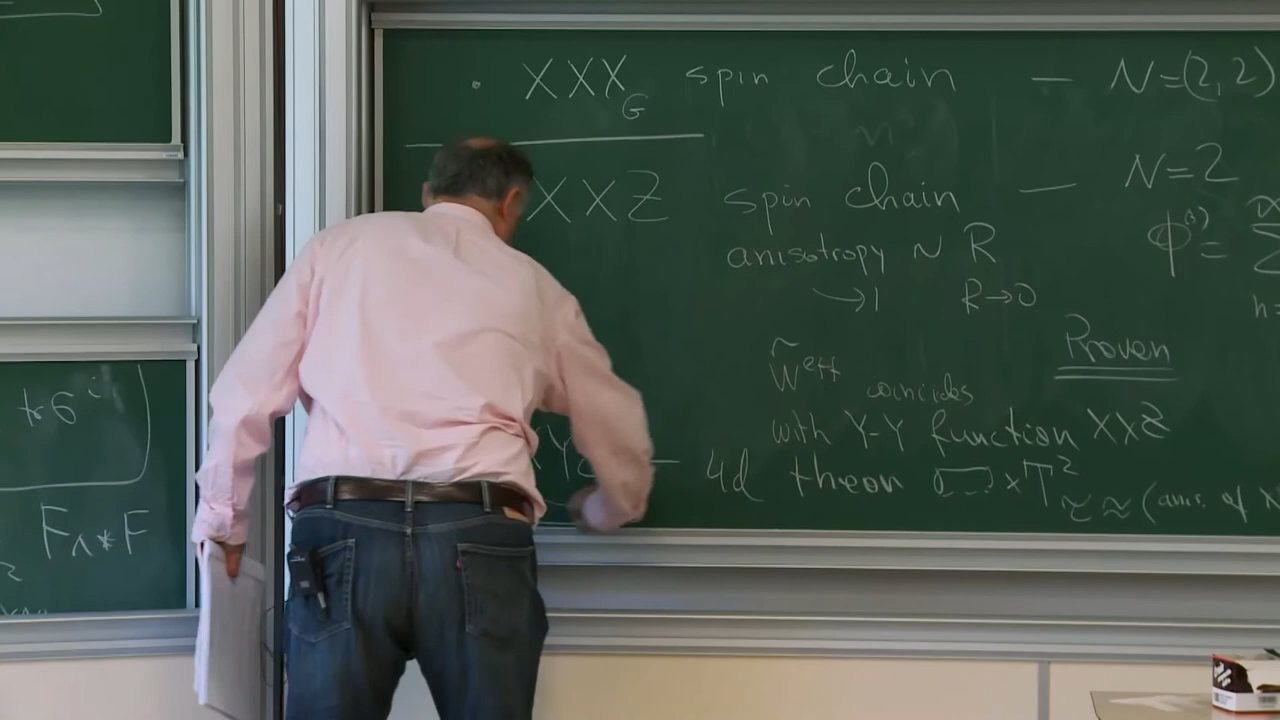 XXX_G spin chain — N=(2,2)
XXZ spin chain — N=2
anisotropy ~ R
→1 R→0
Proven
W̃^eff coincides
with Y-Y function XXZ
XYZ — 4d theory × T²
≈ (anis. of X
+ G^i
F∧*F